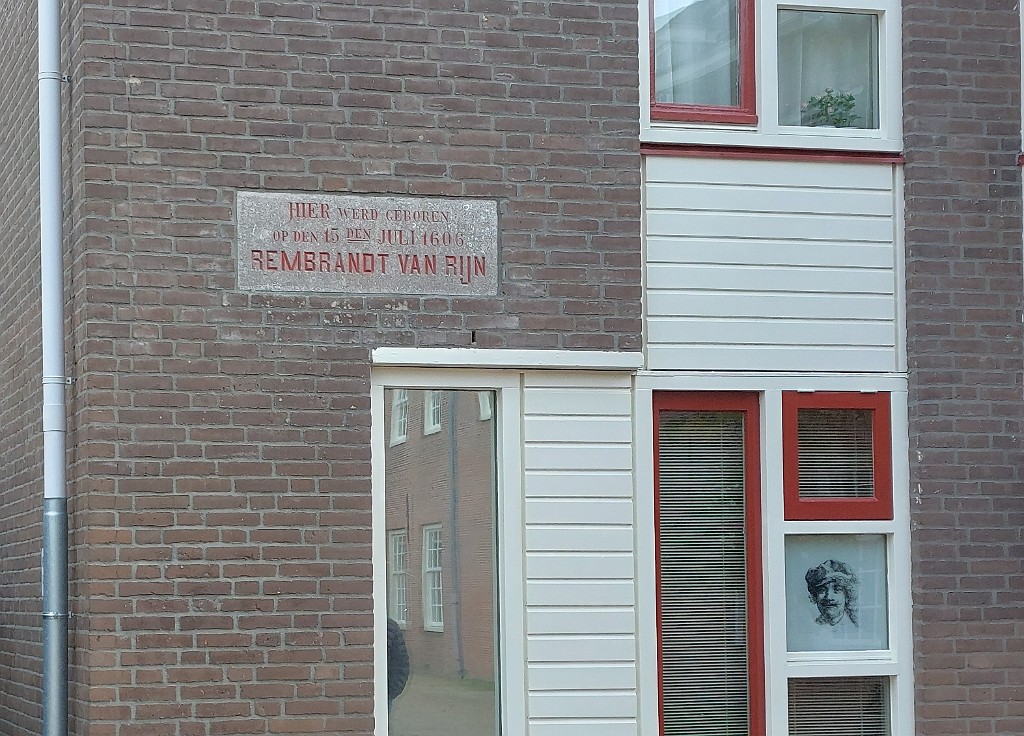 HIER WERD GEBOREN
OP DEN 15 DEN JULI 1606
REMBRANDT VAN RIJN